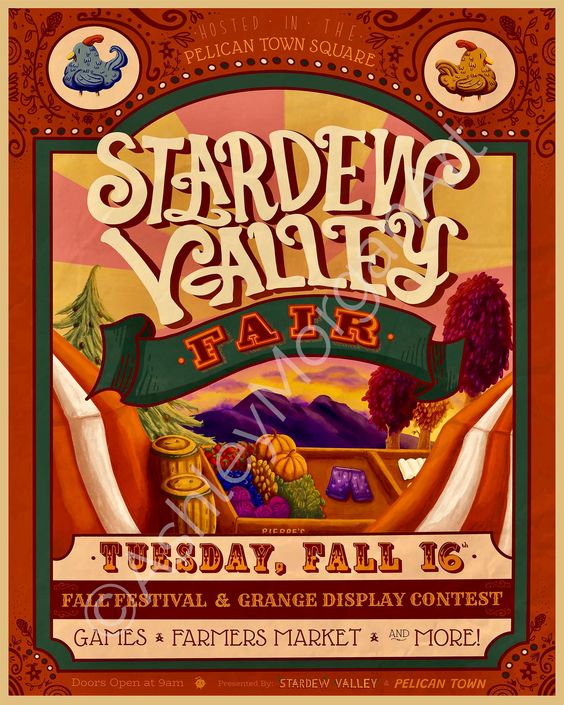 HOSTED · IN · THE
PELICAN TOWN SQUARE
STARDEW
VALLEY
· FAIR ·
PIERRE'S
· TUESDAY, FALL 16th ·
FALL FESTIVAL & GRANGE DISPLAY CONTEST
GAMES ★ FARMERS MARKET ★ AND MORE!
Doors Open at 9am Presented By: STARDEW VALLEY & PELICAN TOWN
©AshleyMorganArt